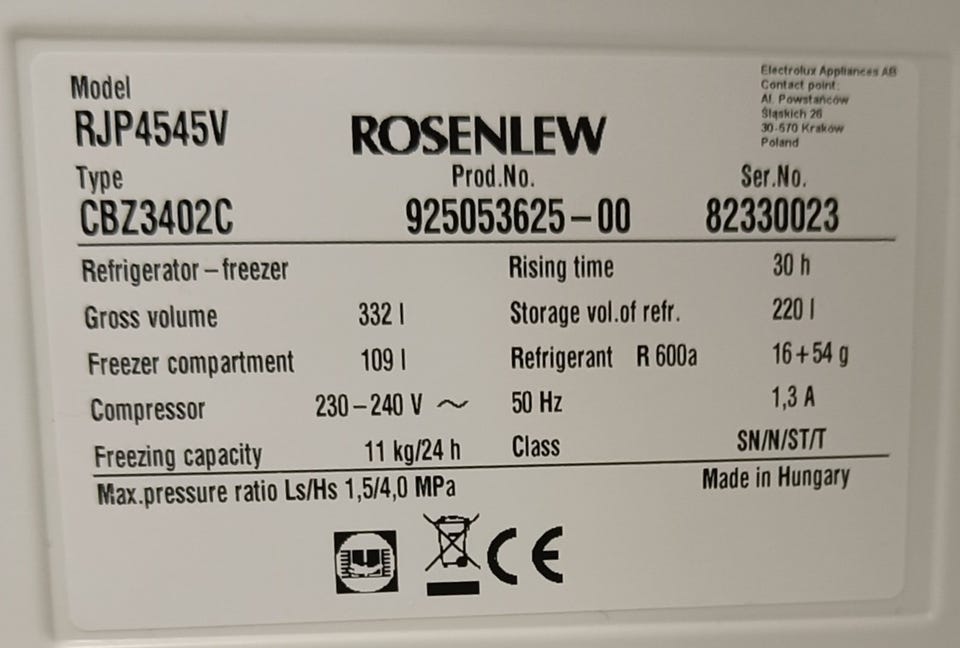 Model
RJP4545V
ROSENLEW
Electrolux Appliances AB
Contact point:
Al. Powstańców
Śląskich 26
30-570 Kraków
Poland
Type
CBZ3402C
Prod.No.
925053625-00
Ser.No.
82330023
Refrigerator-freezer
Rising time 30 h
Gross volume 332 l
Storage vol.of refr. 220 l
Freezer compartment 109 l
Refrigerant R 600a 16+54 g
Compressor 230-240 V ~
50 Hz 1,3 A
Freezing capacity 11 kg/24 h
Class SN/N/ST/T
Max.pressure ratio Ls/Hs 1,5/4,0 MPa
Made in Hungary
CE